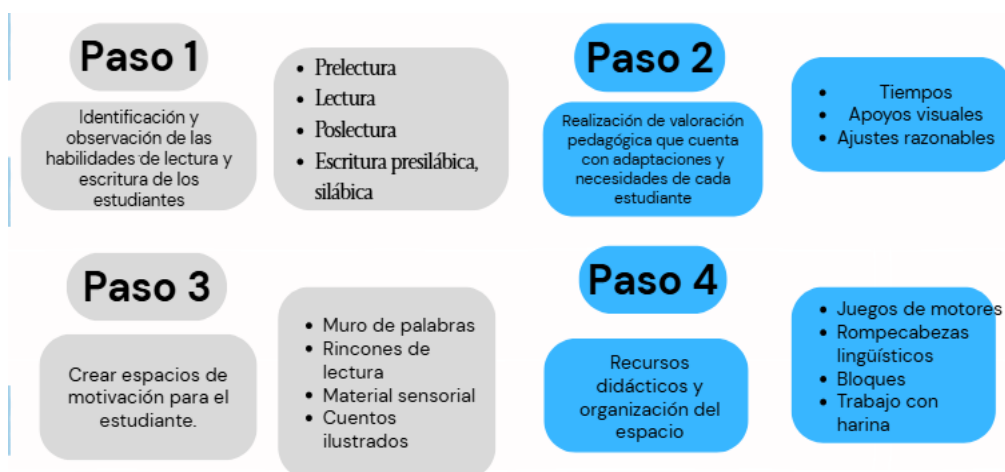 Paso 1
Identificación y
observación de las
habilidades de lectura y
escritura de los
estudiantes
• Prelectura
• Lectura
• Poslectura
• Escritura presilábica,
silábica
Paso 2
Realización de valoración
pedagógica que cuenta
con adaptaciones y
necesidades de cada
estudiante
• Tiempos
• Apoyos visuales
• Ajustes razonables
Paso 3
Crear espacios de
motivación para el
estudiante.
• Muro de palabras
• Rincones de
lectura
• Material sensorial
• Cuentos
ilustrados
Paso 4
Recursos
didácticos y
organización del
espacio
• Juegos de motores
• Rompecabezas
lingüísticos
• Bloques
• Trabajo con
harina